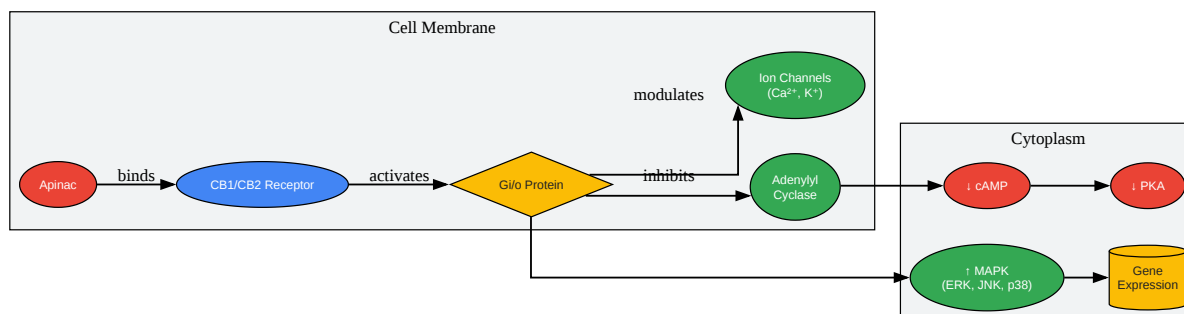 Cell Membrane
Ion Channels
(Ca²⁺, K⁺)
modulates
Apinac
binds
CB1/CB2 Receptor
activates
Gi/o Protein
inhibits
Adenylyl
Cyclase
Cytoplasm
↓ cAMP
↓ PKA
↑ MAPK
(ERK, JNK, p38)
Gene
Expression